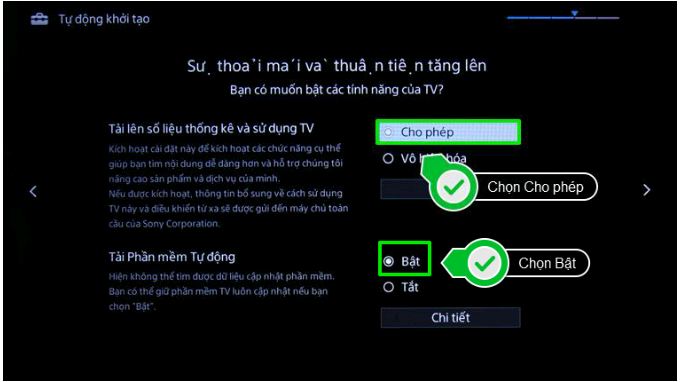 Tự động khởi tạo
Sự thoải mái và thuận tiện tăng lên
Bạn có muốn bật các tính năng của TV?
Tải lên số liệu thống kê và sử dụng TV
Kích hoạt cài đặt này để kích hoạt các chức năng cụ thể
giúp bạn tìm nội dung dễ dàng hơn và hỗ trợ chúng tôi
nâng cao sản phẩm và dịch vụ của mình.
Nếu được kích hoạt, thông tin bổ sung về cách sử dụng
TV này và điều khiển từ xa sẽ được gửi đến máy chủ toàn
cầu của Sony Corporation.
Cho phép
Vô hóa
Chọn Cho phép
Tải Phần mềm Tự động
Hiện không thể tìm được dữ liệu cập nhật phần mềm.
Bạn có thể giữ phần mềm TV luôn cập nhật nếu bạn
chọn "Bật".
Bật
Chọn Bật
Tắt
Chi tiết